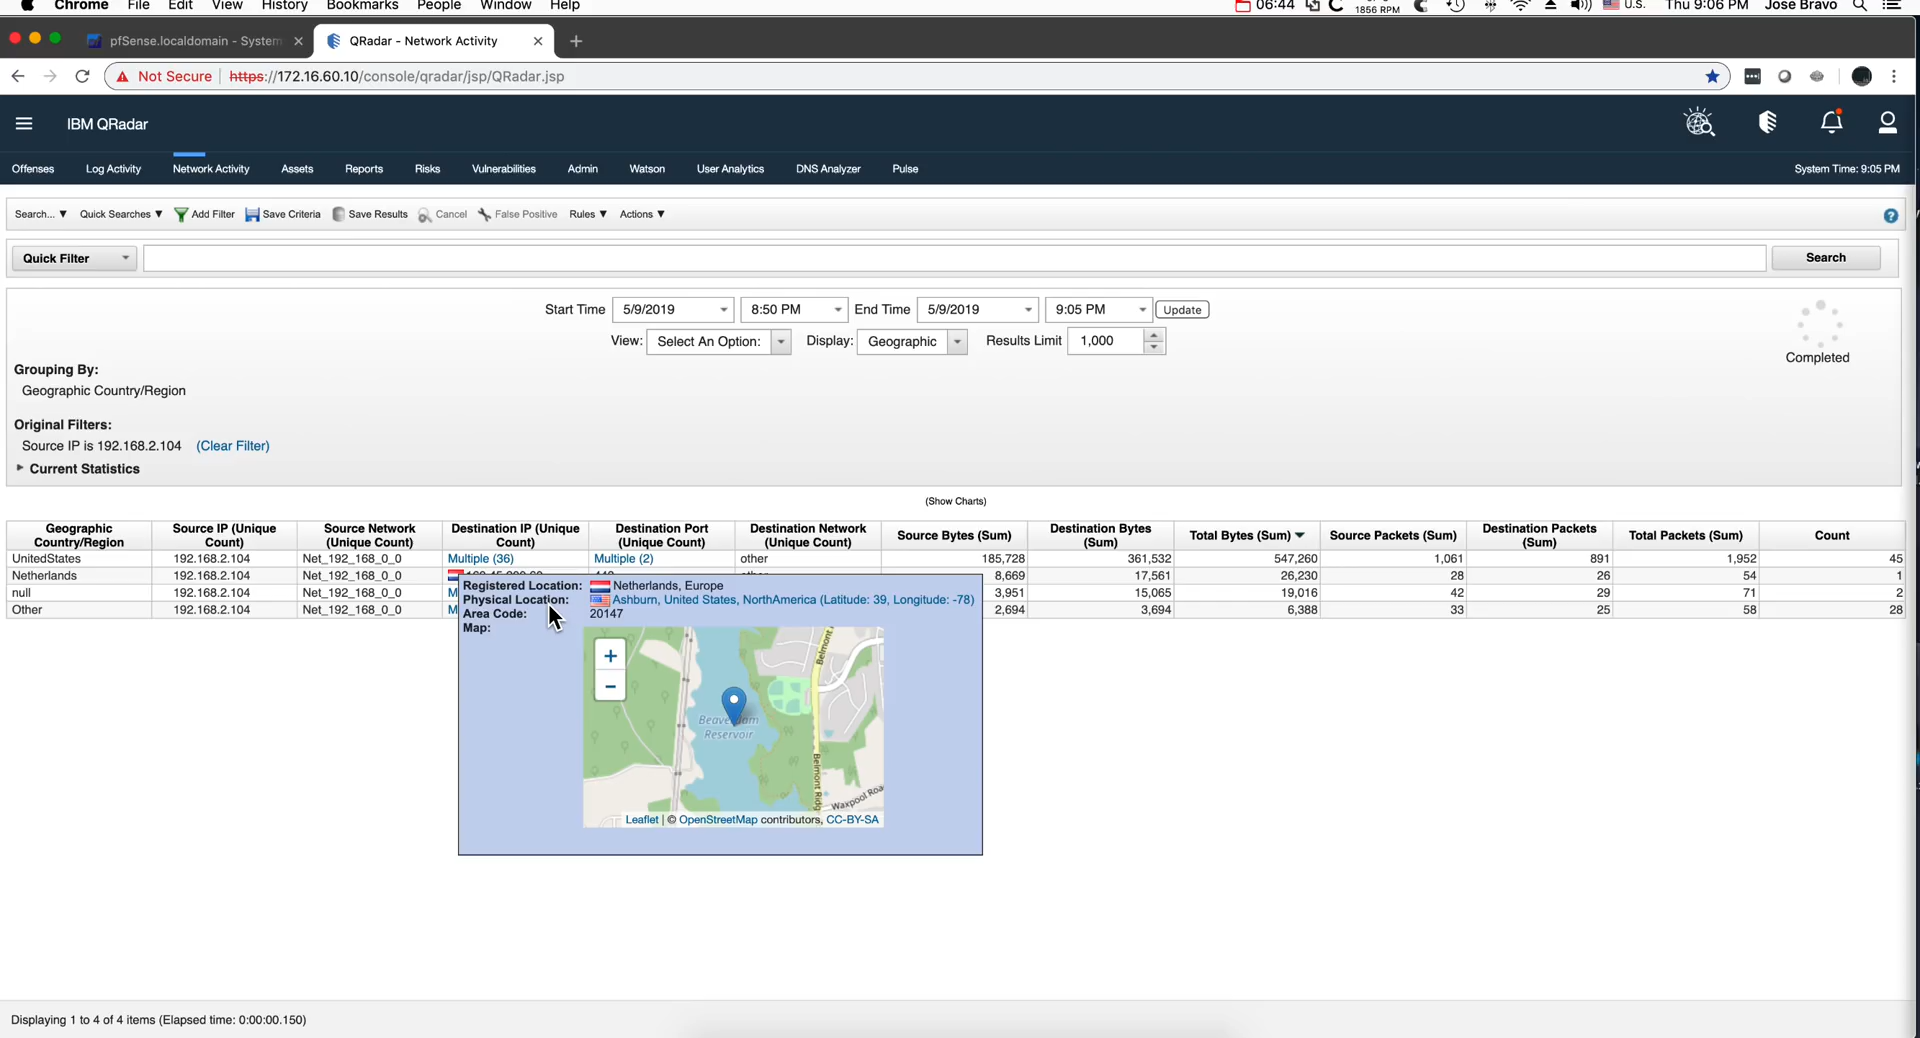 Chrome File Edit View History Bookmarks People Window Help 06:44 1856 RPM U.S. Thu 9:06 PM Jose Bravo
pfSense.localdomain - System QRadar - Network Activity
Not Secure https://172.16.60.10/console/qradar/jsp/QRadar.jsp
IBM QRadar
Offenses Log Activity Network Activity Assets Reports Risks Vulnerabilities Admin Watson User Analytics DNS Analyzer Pulse System Time: 9:05 PM
Search... Quick Searches Add Filter Save Criteria Save Results Cancel False Positive Rules Actions
Quick Filter Search
Start Time 5/9/2019 8:50 PM End Time 5/9/2019 9:05 PM Update
View: Select An Option: Display: Geographic Results Limit 1,000
Completed
Grouping By:
Geographic Country/Region
Original Filters:
Source IP is 192.168.2.104 (Clear Filter)
Current Statistics
(Show Charts)
Geographic Country/Region Source IP (Unique Count) Source Network (Unique Count) Destination IP (Unique Count) Destination Port (Unique Count) Destination Network (Unique Count) Source Bytes (Sum) Destination Bytes (Sum) Total Bytes (Sum) Source Packets (Sum) Destination Packets (Sum) Total Packets (Sum) Count
UnitedStates 192.168.2.104 Net_192_168_0_0 Multiple (36) Multiple (2) other 185,728 361,532 547,260 1,061 891 1,952 45
Netherlands 192.168.2.104 Net_192_168_0_0 8,669 17,561 26,230 28 26 54 1
null 192.168.2.104 Net_192_168_0_0 M 3,951 15,065 19,016 42 29 71 2
Other 192.168.2.104 Net_192_168_0_0 M 2,694 3,694 6,388 33 25 58 28
Registered Location: Netherlands, Europe
Physical Location: Ashburn, United States, NorthAmerica (Latitude: 39, Longitude: -78)
Area Code: 20147
Map:
+
−
Belmont
Beaverdam
Reservoir
Belmont Ridg
Waxpool Road
Leaflet | © OpenStreetMap contributors, CC-BY-SA
Displaying 1 to 4 of 4 items (Elapsed time: 0:00:00.150)